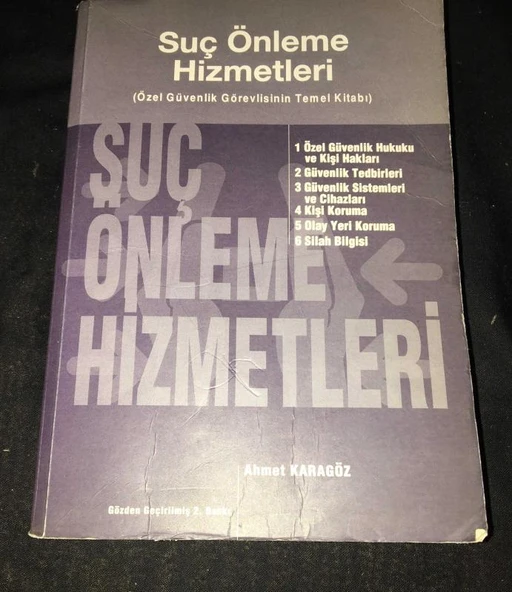 Suç Önleme
Hizmetleri
(Özel Güvenlik Görevlisinin Temel Kitabı)
1 Özel Güvenlik Hukuku
ve Kişi Hakları
2 Güvenlik Tedbirleri
3 Güvenlik Sistemleri
ve Cihazları
4 Kişi Koruma
5 Olay Yeri Koruma
6 Silah Bilgisi
SUÇ
ÖNLEME
HİZMETLERİ
Ahmet KARAGÖZ
Gözden Geçirilmiş 2. Baskı